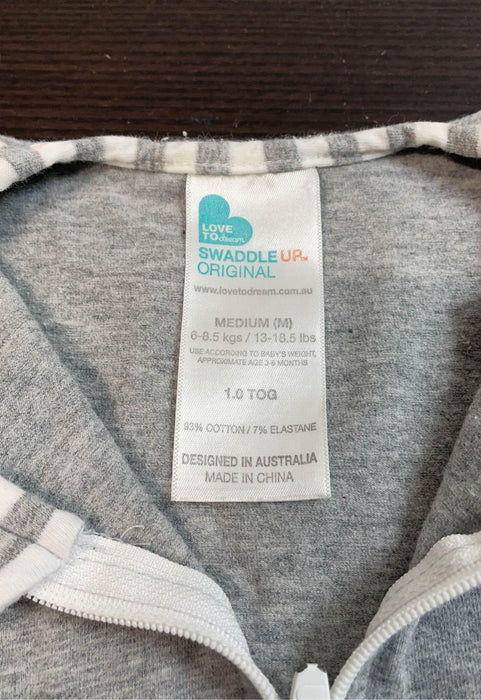 LOVE
TO dream.
SWADDLE UP™
ORIGINAL
www.lovetodream.com.au
MEDIUM (M)
6-8.5 kgs / 13-18.5 lbs
USE ACCORDING TO BABY'S WEIGHT,
APPROXIMATE AGE 3-6 MONTHS
1.0 TOG
93% COTTON / 7% ELASTANE
DESIGNED IN AUSTRALIA
MADE IN CHINA